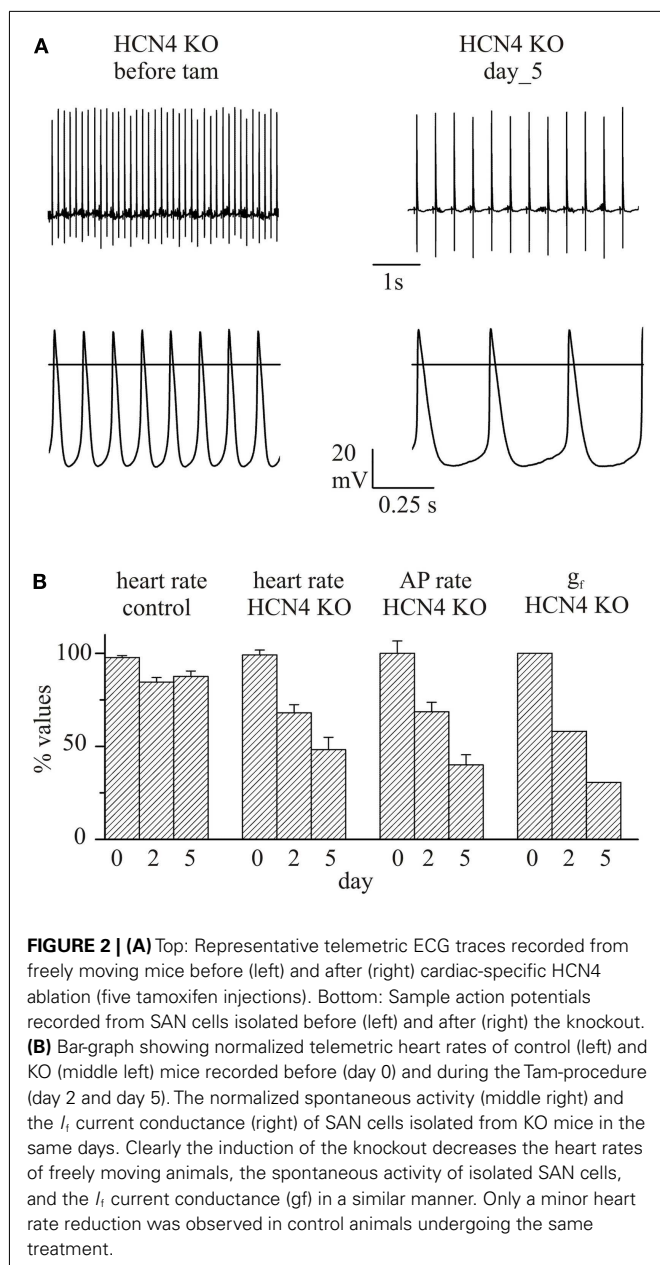 A
HCN4 KO
before tam
HCN4 KO
day_5
1s
20
mV
0.25 s
B
heart rate
control
heart rate
HCN4 KO
AP rate
HCN4 KO
gf
HCN4 KO
% values
100
50
0
0 2 5 0 2 5 0 2 5 0 2 5
day
FIGURE 2 | (A) Top: Representative telemetric ECG traces recorded from
freely moving mice before (left) and after (right) cardiac-specific HCN4
ablation (five tamoxifen injections). Bottom: Sample action potentials
recorded from SAN cells isolated before (left) and after (right) the knockout.
(B) Bar-graph showing normalized telemetric heart rates of control (left) and
KO (middle left) mice recorded before (day 0) and during the Tam-procedure
(day 2 and day 5). The normalized spontaneous activity (middle right) and
the If current conductance (right) of SAN cells isolated from KO mice in the
same days. Clearly the induction of the knockout decreases the heart rates
of freely moving animals, the spontaneous activity of isolated SAN cells,
and the If current conductance (gf) in a similar manner. Only a minor heart
rate reduction was observed in control animals undergoing the same
treatment.